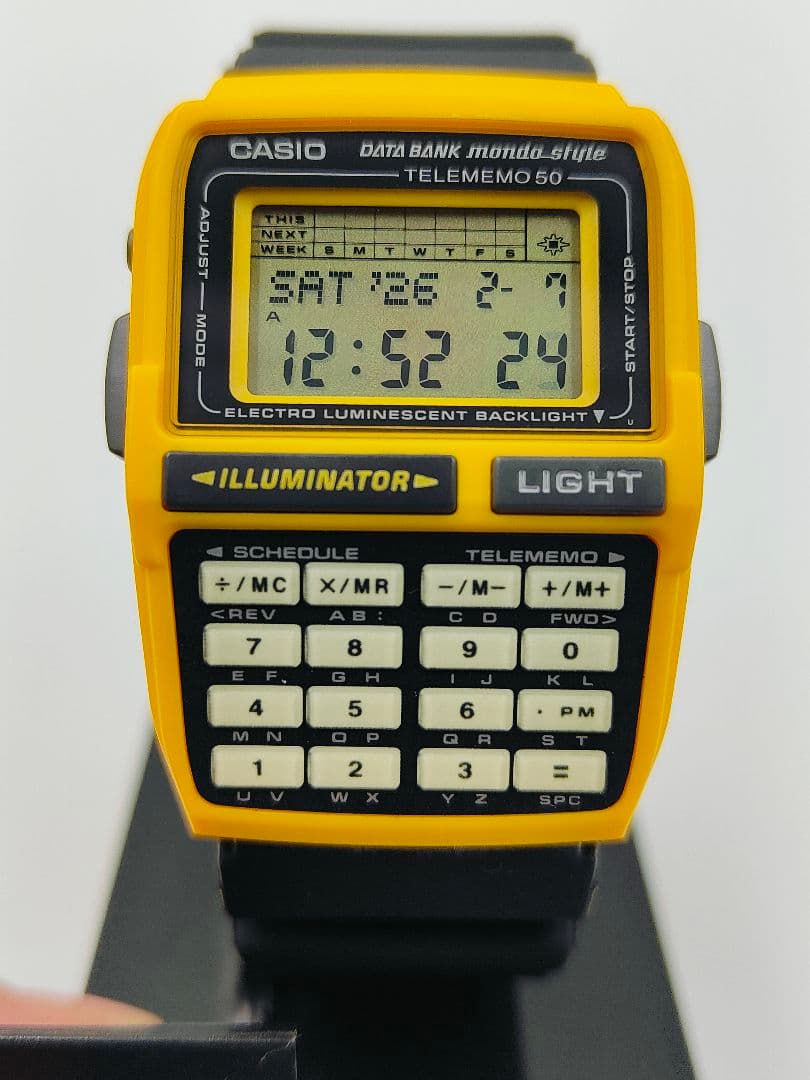 CASIO DATA BANK mondo style
TELEMEMO 50
ADJUST MODE
THIS
NEXT
WEEK S M T W T F S
SAT '26 2- 7
A
12:52 24
START/STOP
ELECTRO LUMINESCENT BACKLIGHT
ILLUMINATOR LIGHT
SCHEDULE TELEMEMO
÷/MC X/MR −/M− +/M+
<REV AB: C D FWD>
7 8 9 0
E F. G H I J K L
4 5 6 . PM
M N O P Q R S T
1 2 3 =
U V W X Y Z SPC